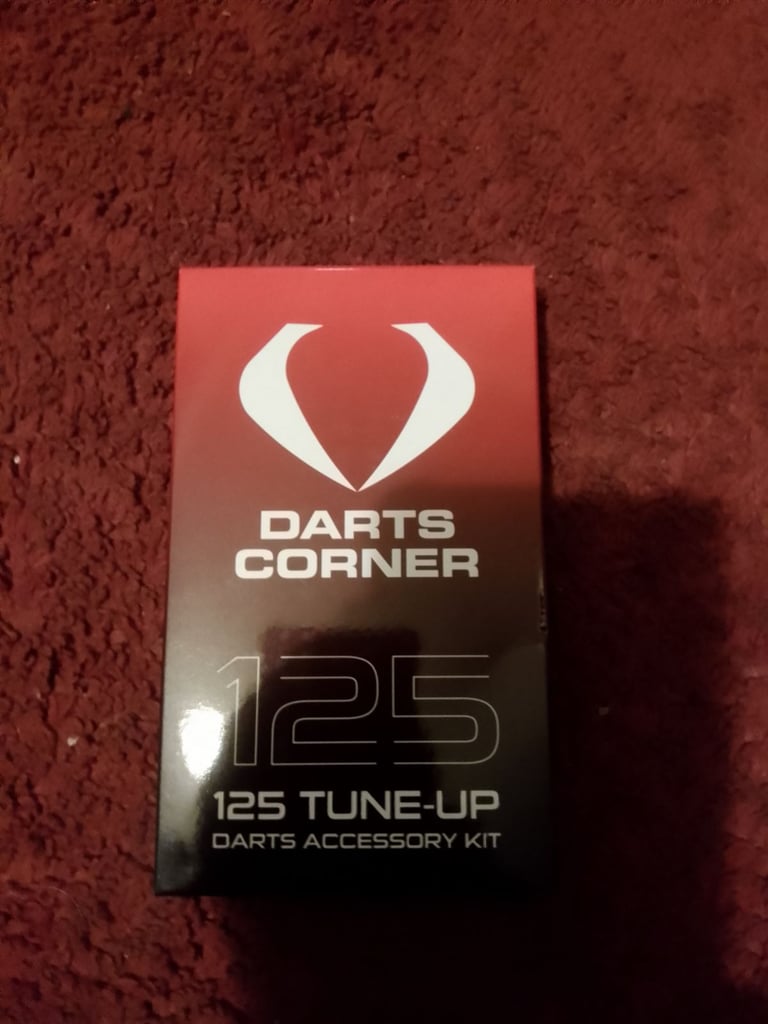 DARTS
CORNER
125
125 TUNE-UP
DARTS ACCESSORY KIT